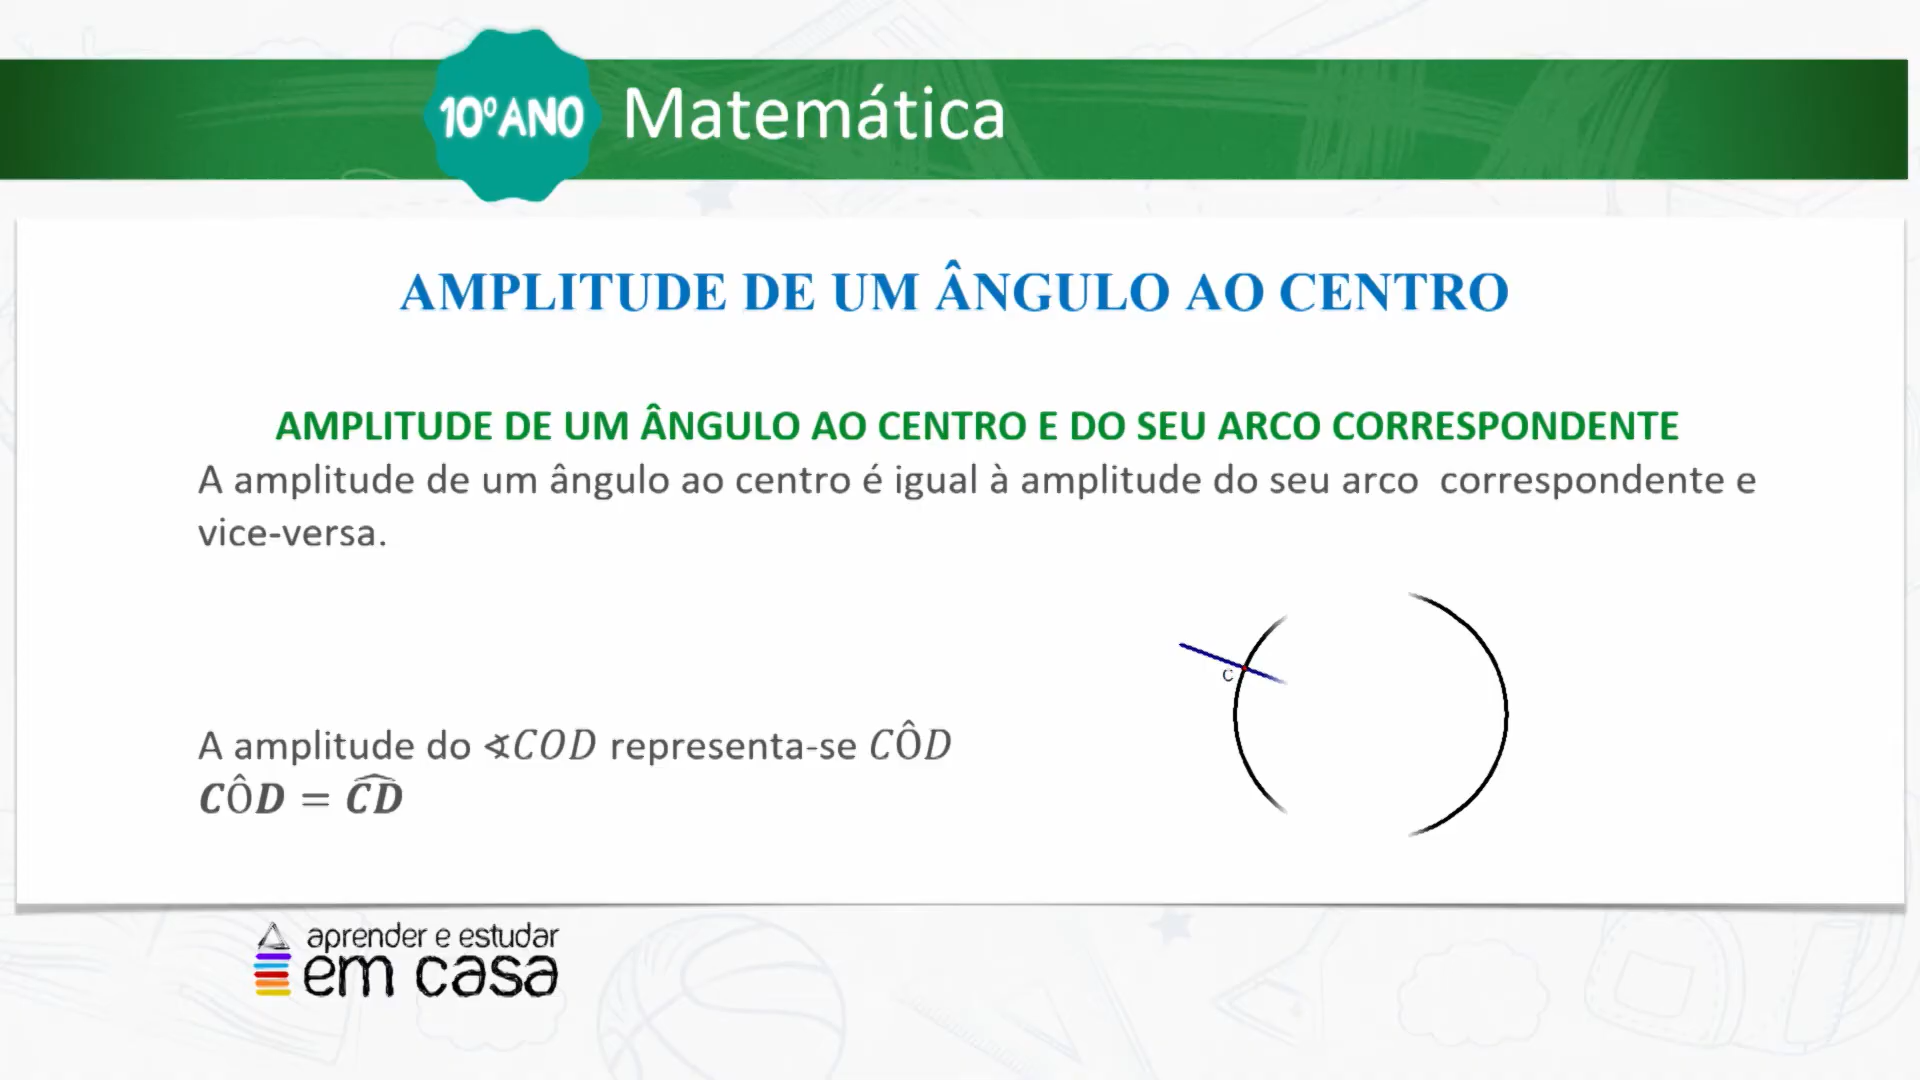 10ºANO Matemática
AMPLITUDE DE UM ÂNGULO AO CENTRO
AMPLITUDE DE UM ÂNGULO AO CENTRO E DO SEU ARCO CORRESPONDENTE
A amplitude de um ângulo ao centro é igual à amplitude do seu arco correspondente e
vice-versa.
C
A amplitude do ∢COD representa-se CÔD
CÔD = C͡D
aprender e estudar
em casa